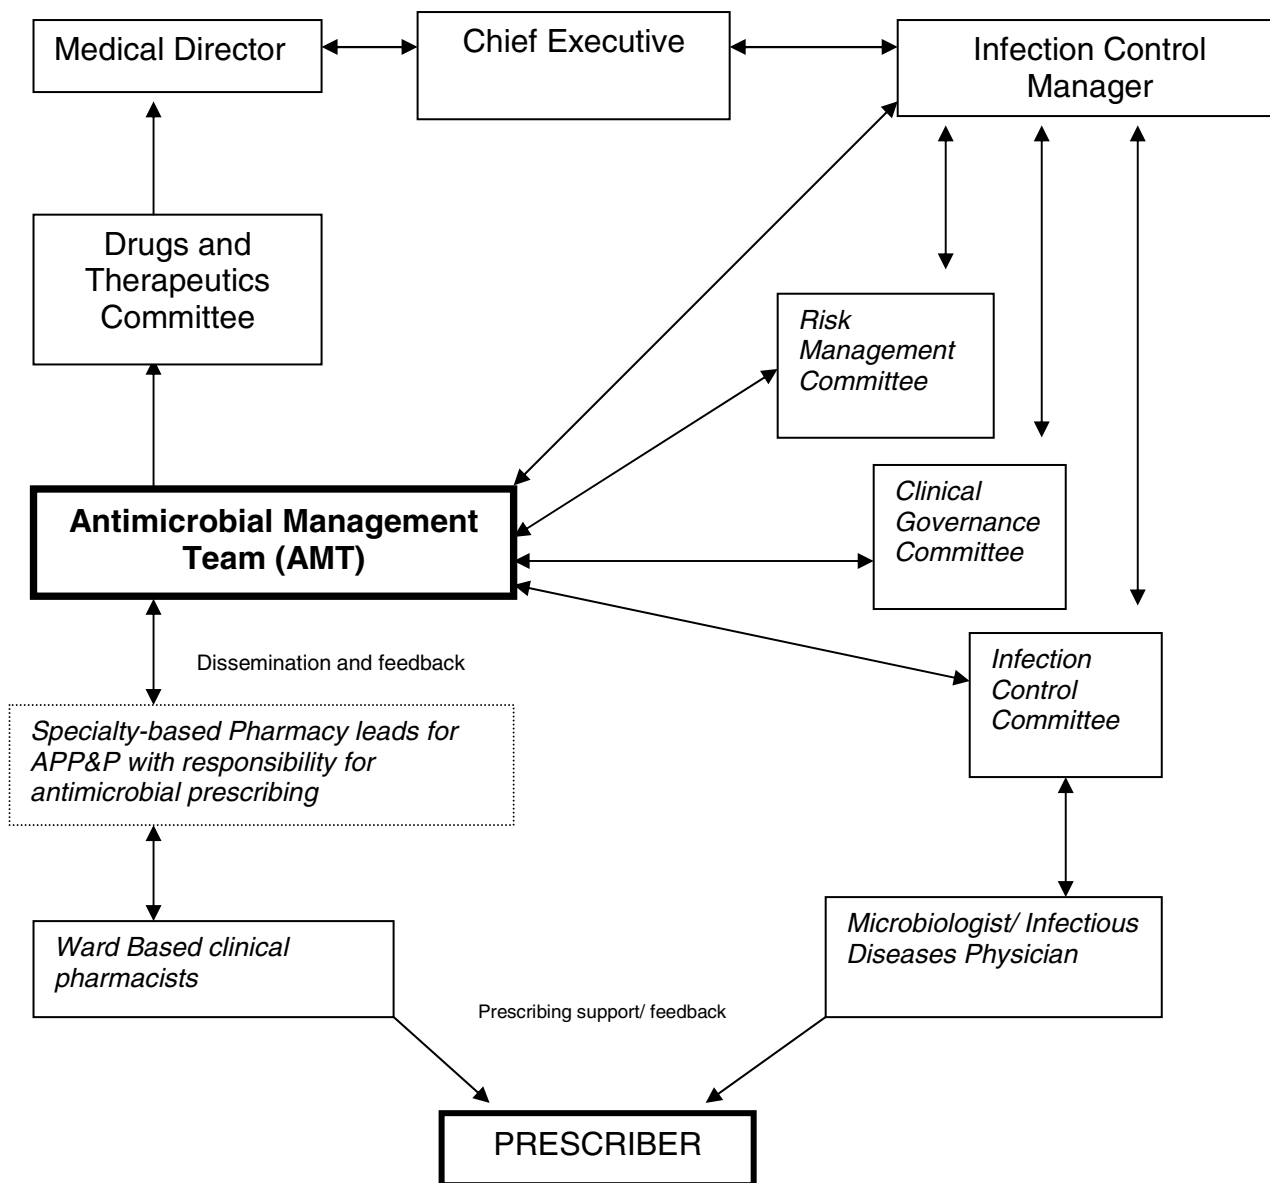 Medical Director
Chief Executive
Infection Control
Manager
Drugs and
Therapeutics
Committee
Risk
Management
Committee
Clinical
Governance
Committee
Antimicrobial Management
Team (AMT)
Dissemination and feedback
Infection
Control
Committee
Specialty-based Pharmacy leads for
APP&P with responsibility for
antimicrobial prescribing
Ward Based clinical
pharmacists
Microbiologist/ Infectious
Diseases Physician
Prescribing support/ feedback
PRESCRIBER